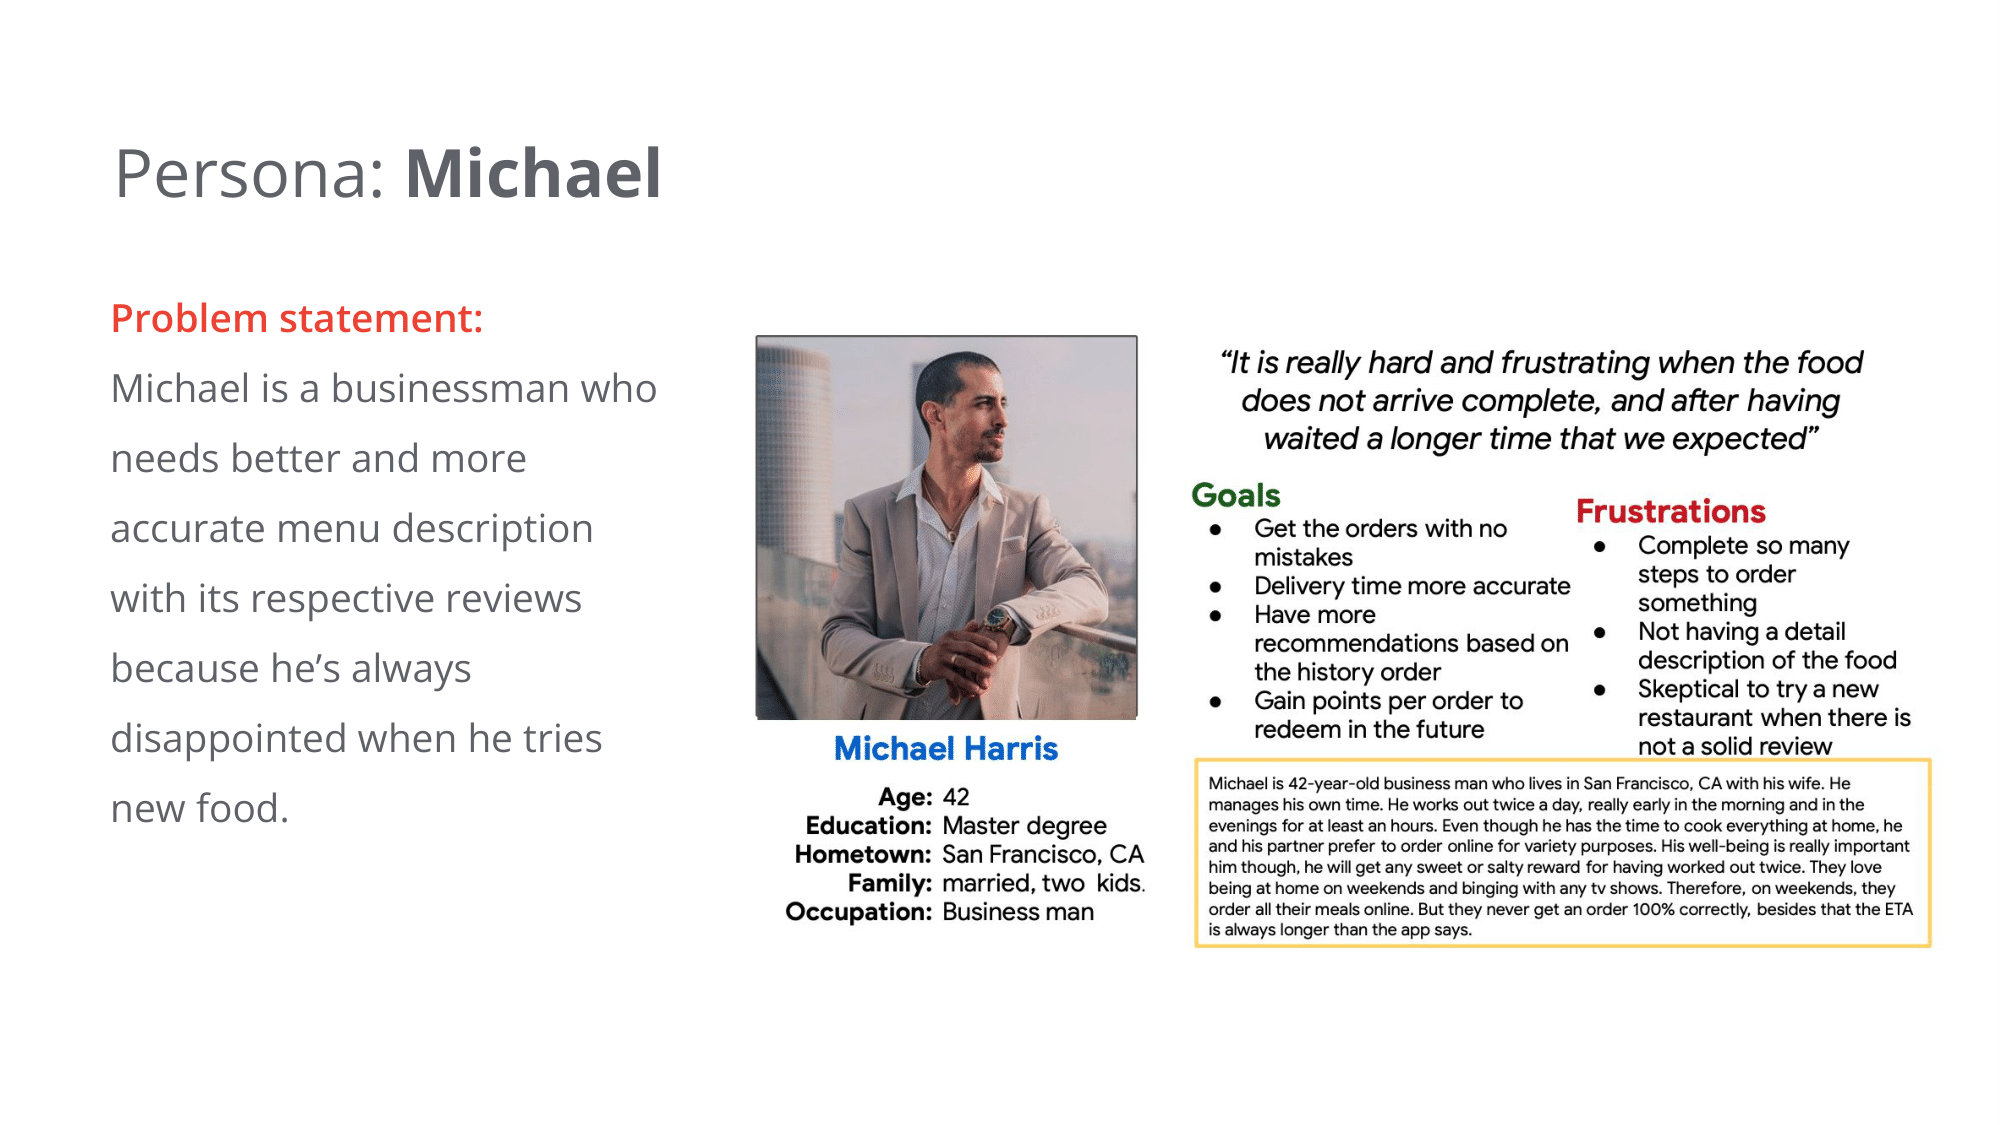 Persona: Michael
Problem statement:
Michael is a businessman who
needs better and more
accurate menu description
with its respective reviews
because he’s always
disappointed when he tries
new food.
Michael Harris
Age: 42
Education: Master degree
Hometown: San Francisco, CA
Family: married, two kids.
Occupation: Business man
“It is really hard and frustrating when the food
does not arrive complete, and after having
waited a longer time that we expected”
Goals
● Get the orders with no
mistakes
● Delivery time more accurate
● Have more
recommendations based on
the history order
● Gain points per order to
redeem in the future
Frustrations
● Complete so many
steps to order
something
● Not having a detail
description of the food
● Skeptical to try a new
restaurant when there is
not a solid review
Michael is 42-year-old business man who lives in San Francisco, CA with his wife. He
manages his own time. He works out twice a day, really early in the morning and in the
evenings for at least an hours. Even though he has the time to cook everything at home, he
and his partner prefer to order online for variety purposes. His well-being is really important
him though, he will get any sweet or salty reward for having worked out twice. They love
being at home on weekends and binging with any tv shows. Therefore, on weekends, they
order all their meals online. But they never get an order 100% correctly, besides that the ETA
is always longer than the app says.